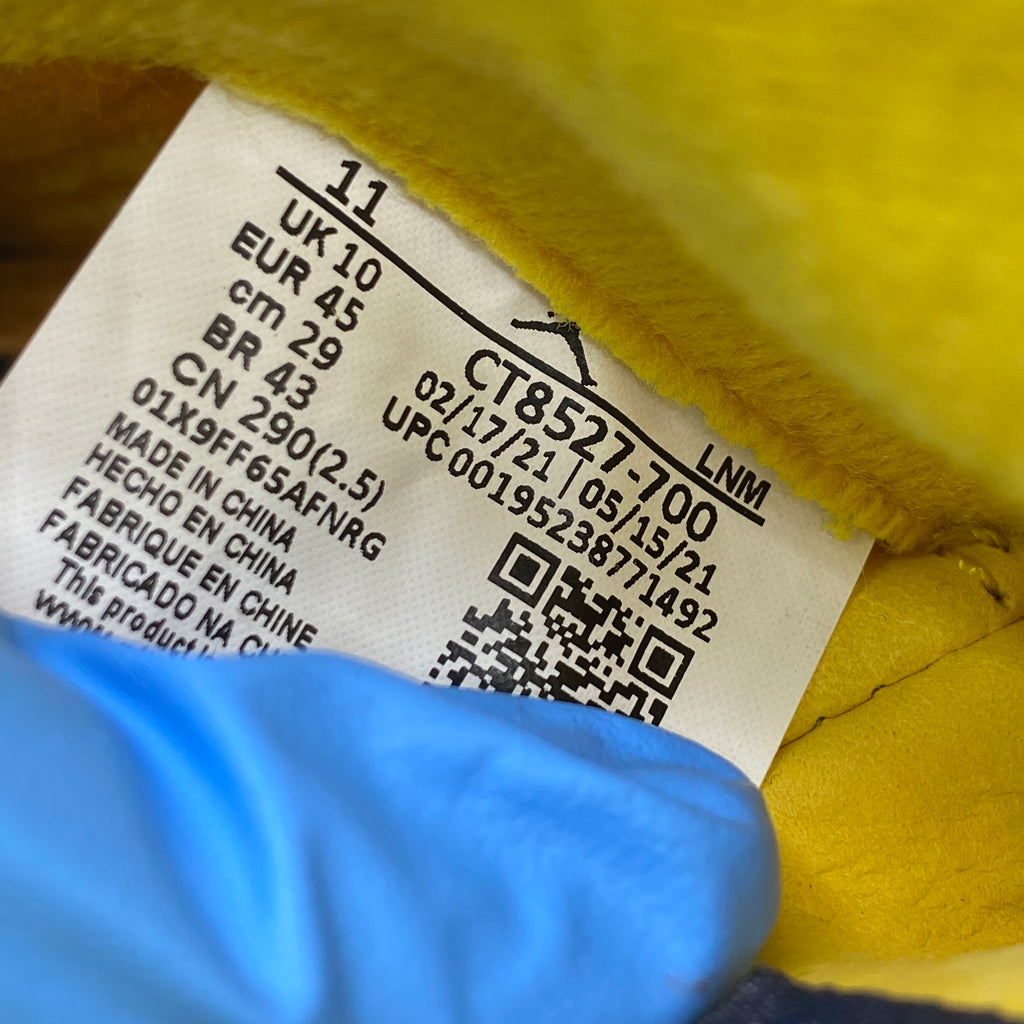 11
UK 10
EUR 45
cm 29
BR 43
CN 290(2.5)
01X9FF65AFNRG
MADE IN CHINA
HECHO EN CHINA
FABRIQUE EN CHINE
FABRICADO NA
This product
LNM
CT8527-700
02/17/21 | 05/15/21
UPC 00195238771492